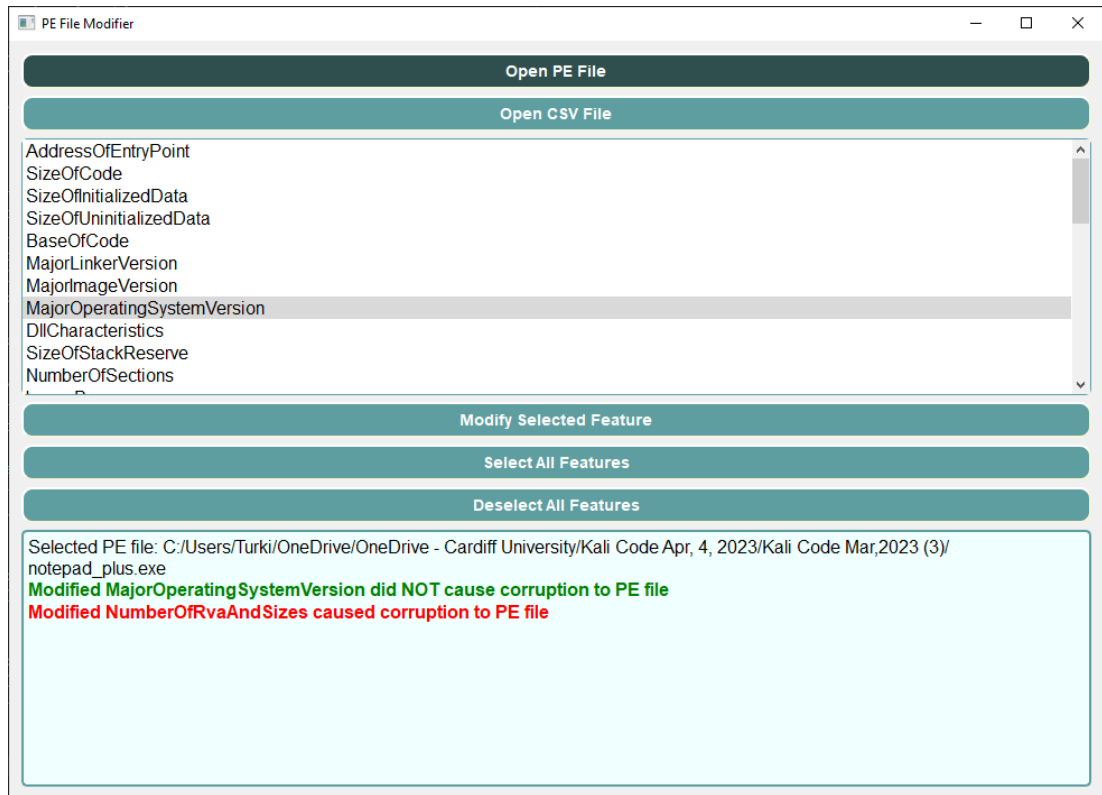 PE File Modifier
Open PE File
Open CSV File
AddressOfEntryPoint
SizeOfCode
SizeOfInitializedData
SizeOfUninitializedData
BaseOfCode
MajorLinkerVersion
MajorImageVersion
MajorOperatingSystemVersion
DllCharacteristics
SizeOfStackReserve
NumberOfSections
Modify Selected Feature
Select All Features
Deselect All Features
Selected PE file: C:/Users/Turki/OneDrive/OneDrive - Cardiff University/Kali Code Apr, 4, 2023/Kali Code Mar,2023 (3)/
notepad_plus.exe
Modified MajorOperatingSystemVersion did NOT cause corruption to PE file
Modified NumberOfRvaAndSizes caused corruption to PE file